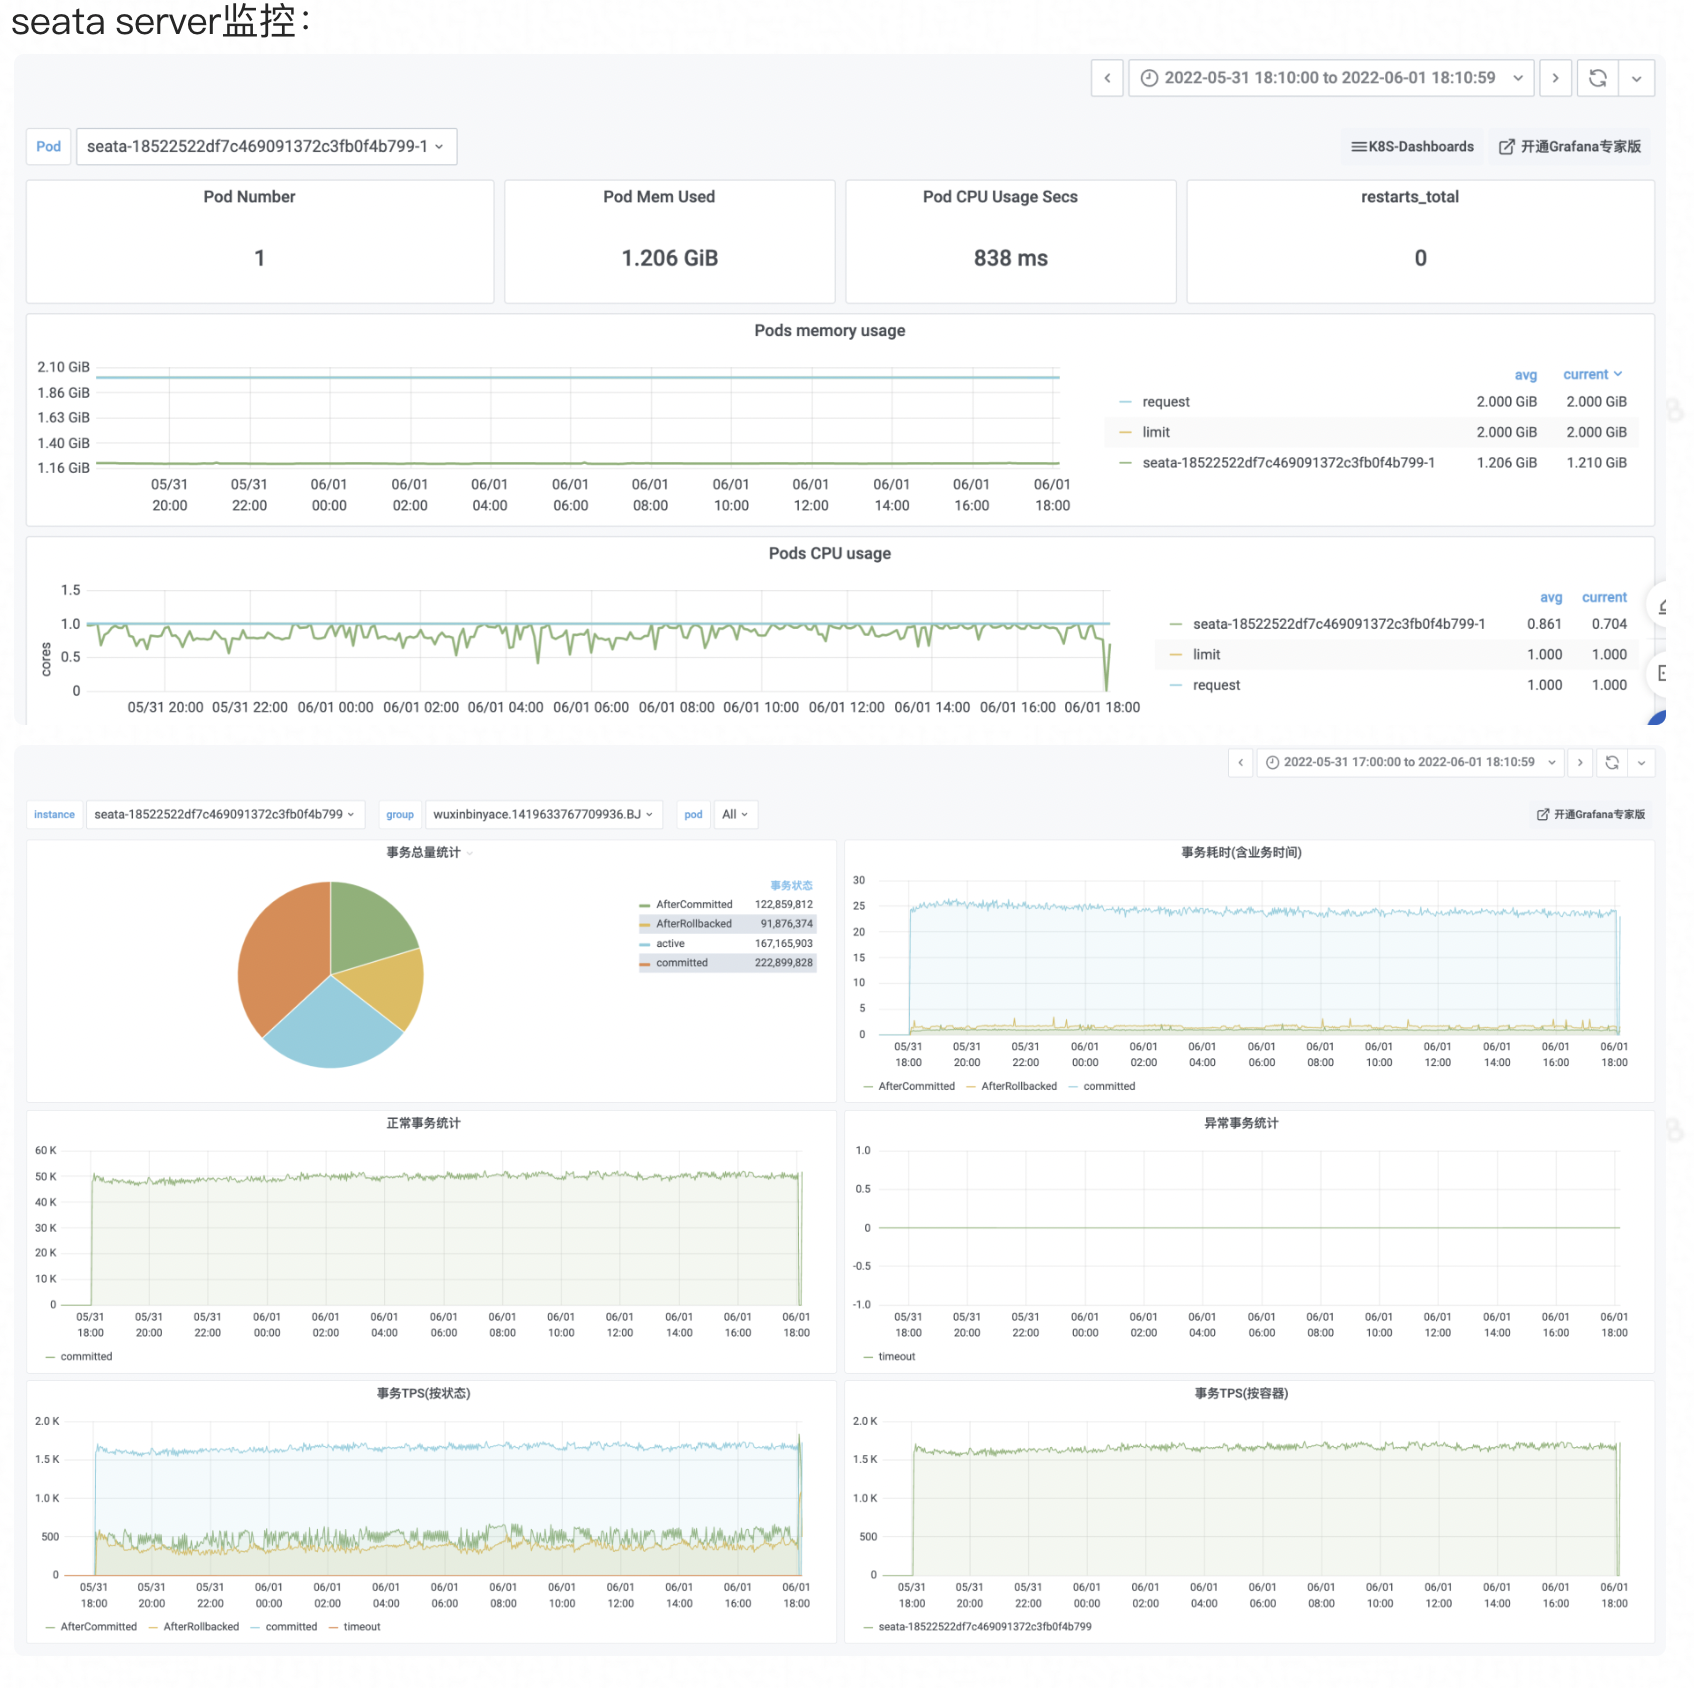 seata server监控：
2022-05-31 18:10:00 to 2022-06-01 18:10:59
Pod seata-18522522df7c469091372c3fb0f4b799-1 K8S-Dashboards 开通Grafana专家版
Pod Number Pod Mem Used Pod CPU Usage Secs restarts_total
1 1.206 GiB 838 ms 0
Pods memory usage
2.10 GiB
1.86 GiB
1.63 GiB
1.40 GiB
1.16 GiB
05/31 05/31 06/01 06/01 06/01 06/01 06/01 06/01 06/01 06/01 06/01 06/01
20:00 22:00 00:00 02:00 04:00 06:00 08:00 10:00 12:00 14:00 16:00 18:00
avg current
request 2.000 GiB 2.000 GiB
limit 2.000 GiB 2.000 GiB
seata-18522522df7c469091372c3fb0f4b799-1 1.206 GiB 1.210 GiB
Pods CPU usage
cores
1.5
1.0
0.5
0
05/31 20:00 05/31 22:00 06/01 00:00 06/01 02:00 06/01 04:00 06/01 06:00 06/01 08:00 06/01 10:00 06/01 12:00 06/01 14:00 06/01 16:00 06/01 18:00
avg current
seata-18522522df7c469091372c3fb0f4b799-1 0.861 0.704
limit 1.000 1.000
request 1.000 1.000
2022-05-31 17:00:00 to 2022-06-01 18:10:59
instance seata-18522522df7c469091372c3fb0f4b799 group wuxinbinyace.1419633767709936.BJ pod All 开通Grafana专家版
事务总量统计
事务状态
AfterCommitted 122,859,812
AfterRollbacked 91,876,374
active 167,165,903
committed 222,899,828
事务耗时(含业务时间)
30
25
20
15
10
5
0
05/31 05/31 05/31 06/01 06/01 06/01 06/01 06/01 06/01 06/01 06/01 06/01 06/01
18:00 20:00 22:00 00:00 02:00 04:00 06:00 08:00 10:00 12:00 14:00 16:00 18:00
AfterCommitted AfterRollbacked committed
正常事务统计
60 K
50 K
40 K
30 K
20 K
10 K
0
05/31 05/31 05/31 06/01 06/01 06/01 06/01 06/01 06/01 06/01 06/01 06/01 06/01
18:00 20:00 22:00 00:00 02:00 04:00 06:00 08:00 10:00 12:00 14:00 16:00 18:00
committed
异常事务统计
1.0
0.5
0
-0.5
-1.0
05/31 05/31 05/31 06/01 06/01 06/01 06/01 06/01 06/01 06/01 06/01 06/01 06/01
18:00 20:00 22:00 00:00 02:00 04:00 06:00 08:00 10:00 12:00 14:00 16:00 18:00
timeout
事务TPS(按状态)
2.0 K
1.5 K
1.0 K
500
0
05/31 05/31 05/31 06/01 06/01 06/01 06/01 06/01 06/01 06/01 06/01 06/01 06/01
18:00 20:00 22:00 00:00 02:00 04:00 06:00 08:00 10:00 12:00 14:00 16:00 18:00
AfterCommitted AfterRollbacked committed timeout
事务TPS(按容器)
2.0 K
1.5 K
1.0 K
500
0
05/31 05/31 05/31 06/01 06/01 06/01 06/01 06/01 06/01 06/01 06/01 06/01 06/01
18:00 20:00 22:00 00:00 02:00 04:00 06:00 08:00 10:00 12:00 14:00 16:00 18:00
seata-18522522df7c469091372c3fb0f4b799